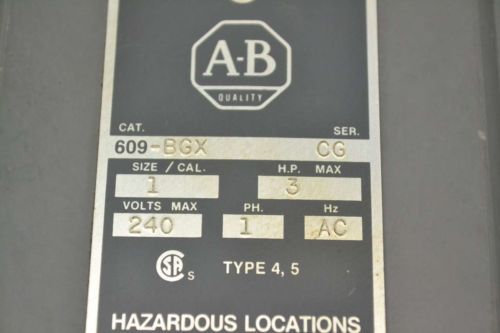 A-B
QUALITY
CAT. SER.
609-BGX CG
SIZE / CAL. H.P. MAX
1 3
VOLTS MAX PH. Hz
240 1 AC
SA S TYPE 4, 5
HAZARDOUS LOCATIONS